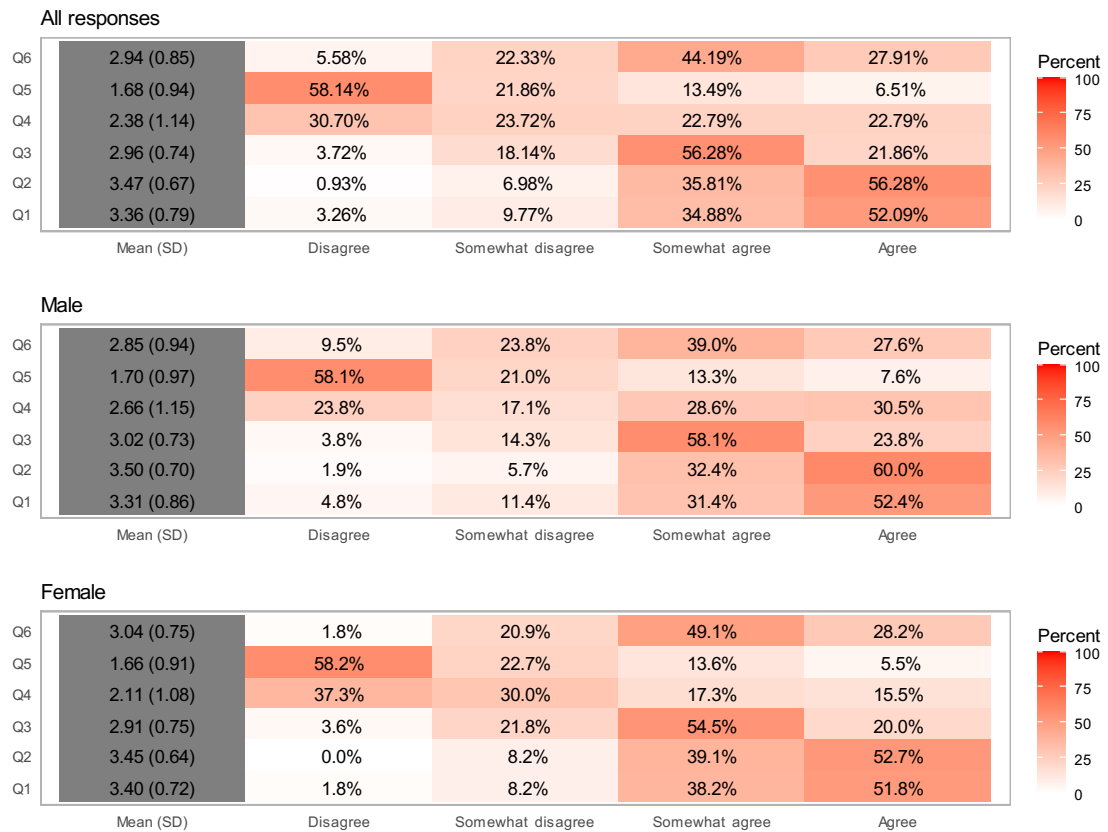 All responses
Q6 2.94 (0.85) 5.58% 22.33% 44.19% 27.91%
Q5 1.68 (0.94) 58.14% 21.86% 13.49% 6.51%
Q4 2.38 (1.14) 30.70% 23.72% 22.79% 22.79%
Q3 2.96 (0.74) 3.72% 18.14% 56.28% 21.86%
Q2 3.47 (0.67) 0.93% 6.98% 35.81% 56.28%
Q1 3.36 (0.79) 3.26% 9.77% 34.88% 52.09%
Mean (SD) Disagree Somewhat disagree Somewhat agree Agree
Percent
100
75
50
25
0
Male
Q6 2.85 (0.94) 9.5% 23.8% 39.0% 27.6%
Q5 1.70 (0.97) 58.1% 21.0% 13.3% 7.6%
Q4 2.66 (1.15) 23.8% 17.1% 28.6% 30.5%
Q3 3.02 (0.73) 3.8% 14.3% 58.1% 23.8%
Q2 3.50 (0.70) 1.9% 5.7% 32.4% 60.0%
Q1 3.31 (0.86) 4.8% 11.4% 31.4% 52.4%
Mean (SD) Disagree Somewhat disagree Somewhat agree Agree
Percent
100
75
50
25
0
Female
Q6 3.04 (0.75) 1.8% 20.9% 49.1% 28.2%
Q5 1.66 (0.91) 58.2% 22.7% 13.6% 5.5%
Q4 2.11 (1.08) 37.3% 30.0% 17.3% 15.5%
Q3 2.91 (0.75) 3.6% 21.8% 54.5% 20.0%
Q2 3.45 (0.64) 0.0% 8.2% 39.1% 52.7%
Q1 3.40 (0.72) 1.8% 8.2% 38.2% 51.8%
Mean (SD) Disagree Somewhat disagree Somewhat agree Agree
Percent
100
75
50
25
0